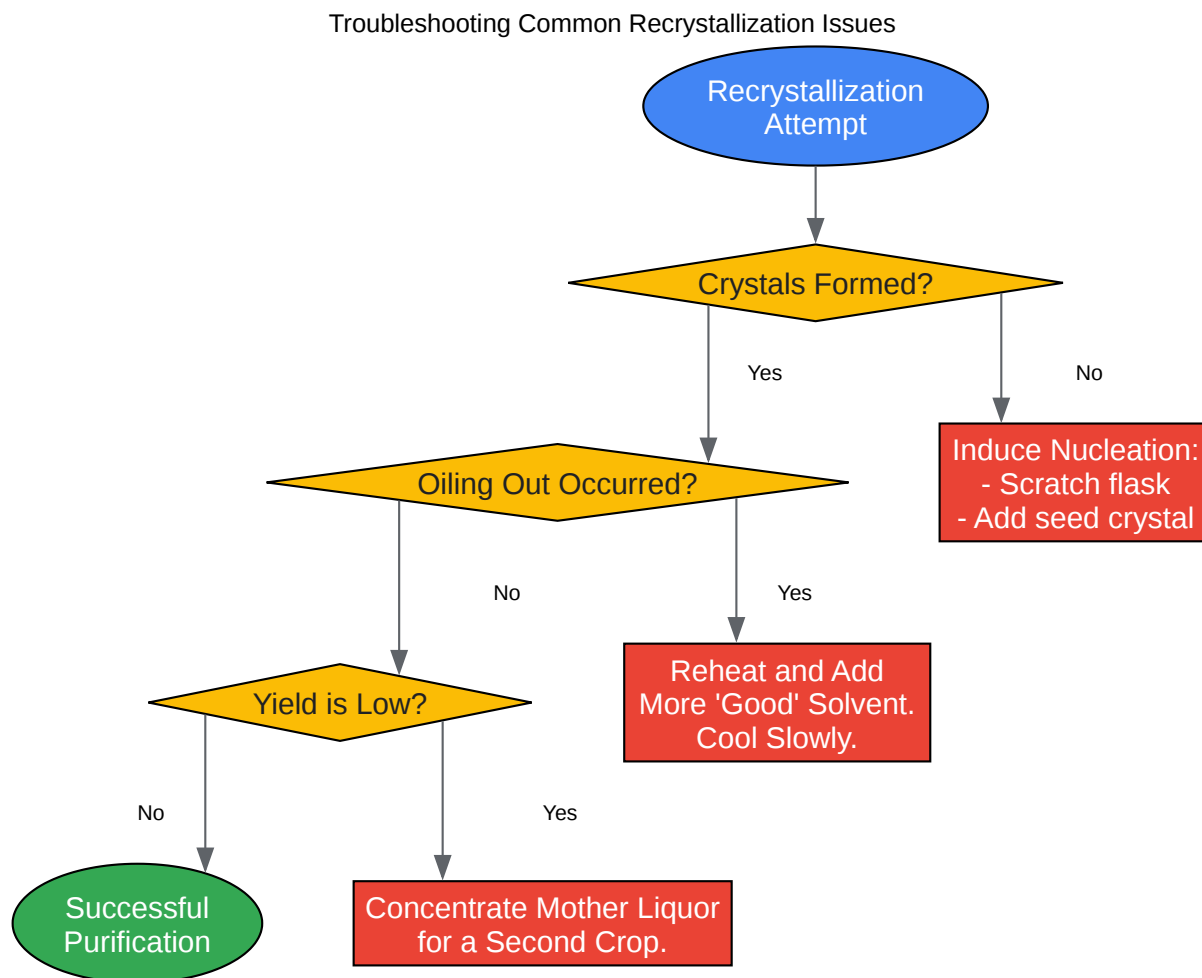 Troubleshooting Common Recrystallization Issues
Recrystallization
Attempt
Crystals Formed?
Yes
No
Induce Nucleation:
- Scratch flask
- Add seed crystal
Oiling Out Occurred?
No
Yes
Reheat and Add
More 'Good' Solvent.
Cool Slowly.
Yield is Low?
No
Yes
Successful
Purification
Concentrate Mother Liquor
for a Second Crop.